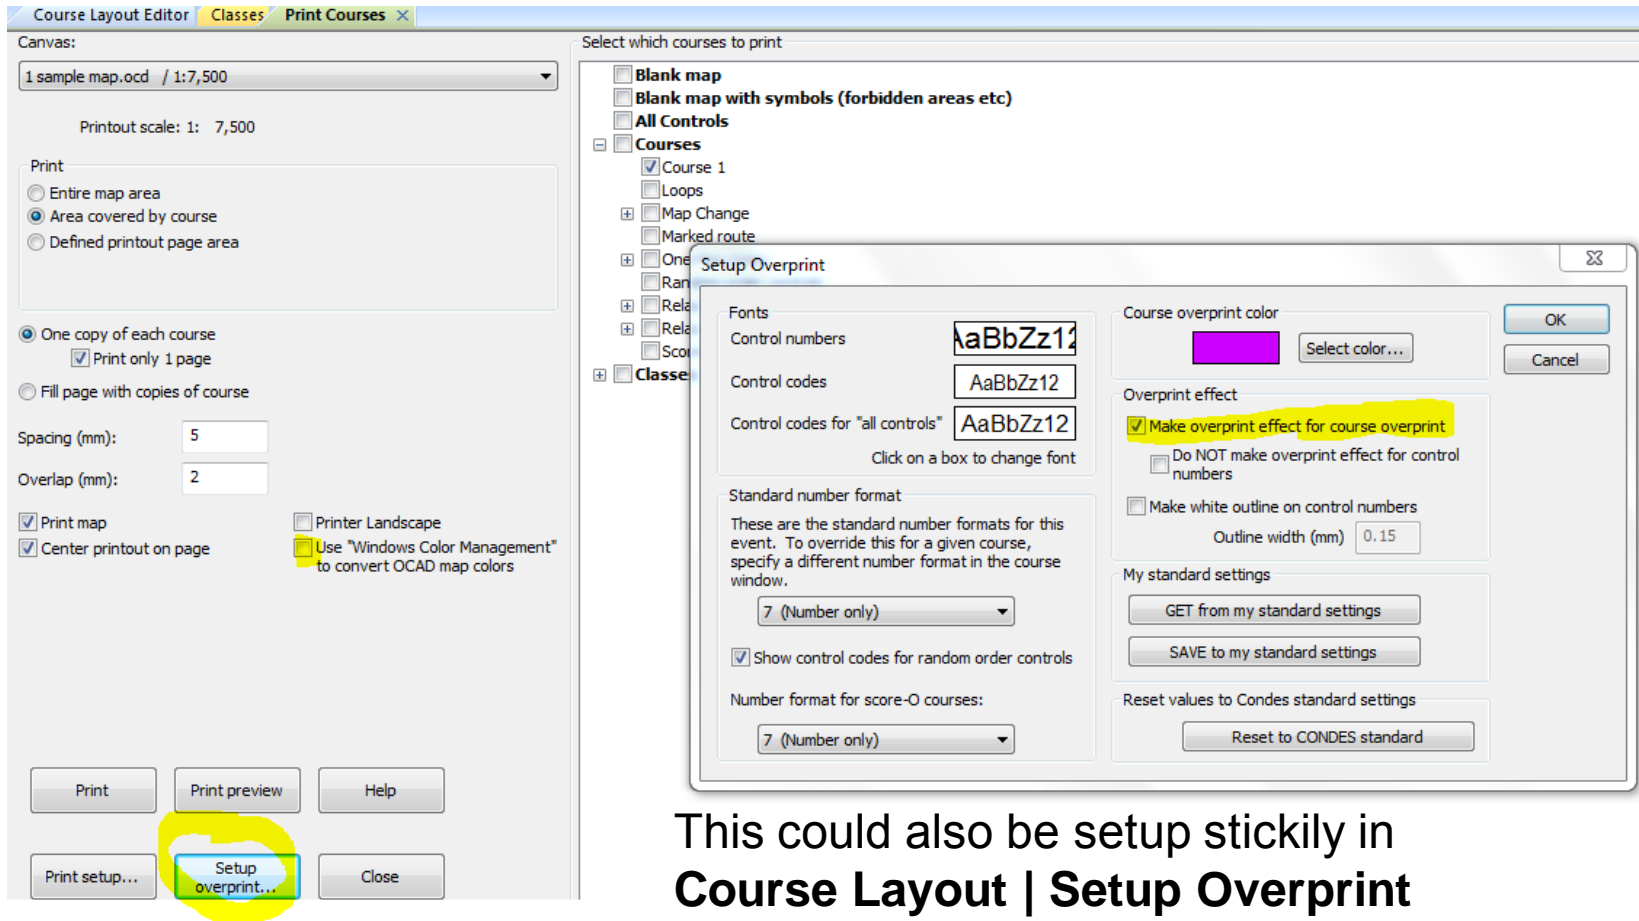 Course Layout Editor
Classes
Print Courses
Canvas:
1 sample map.ocd / 1:7,500
Printout scale: 1: 7,500
Print
Entire map area
Area covered by course
Defined printout page area
One copy of each course
Print only 1 page
Fill page with copies of course
Spacing (mm): 5
Overlap (mm): 2
Print map
Center printout on page
Printer Landscape
Use "Windows Color Management"
to convert OCAD map colors
Print
Print preview
Help
Print setup...
Setup
overprint...
Close
Select which courses to print
Blank map
Blank map with symbols (forbidden areas etc)
All Controls
Courses
Course 1
Loops
Map Change
Marked route
One
Ran
Rela
Rela
Scor
Classe
Setup Overprint
Fonts
Control numbers
AaBbZz12
Control codes
AaBbZz12
Control codes for "all controls"
AaBbZz12
Click on a box to change font
Standard number format
These are the standard number formats for this
event. To override this for a given course,
specify a different number format in the course
window.
7 (Number only)
Show control codes for random order controls
Number format for score-O courses:
7 (Number only)
Course overprint color
Select color...
OK
Cancel
Overprint effect
Make overprint effect for course overprint
Do NOT make overprint effect for control
numbers
Make white outline on control numbers
Outline width (mm) 0.15
My standard settings
GET from my standard settings
SAVE to my standard settings
Reset values to Condes standard settings
Reset to CONDES standard
This could also be setup stickily in
Course Layout | Setup Overprint